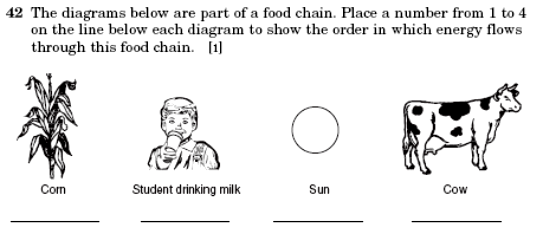 42 The diagrams below are part of a food chain. Place a number from 1 to 4
on the line below each diagram to show the order in which energy flows
through this food chain. [1]
Corn Student drinking milk Sun Cow